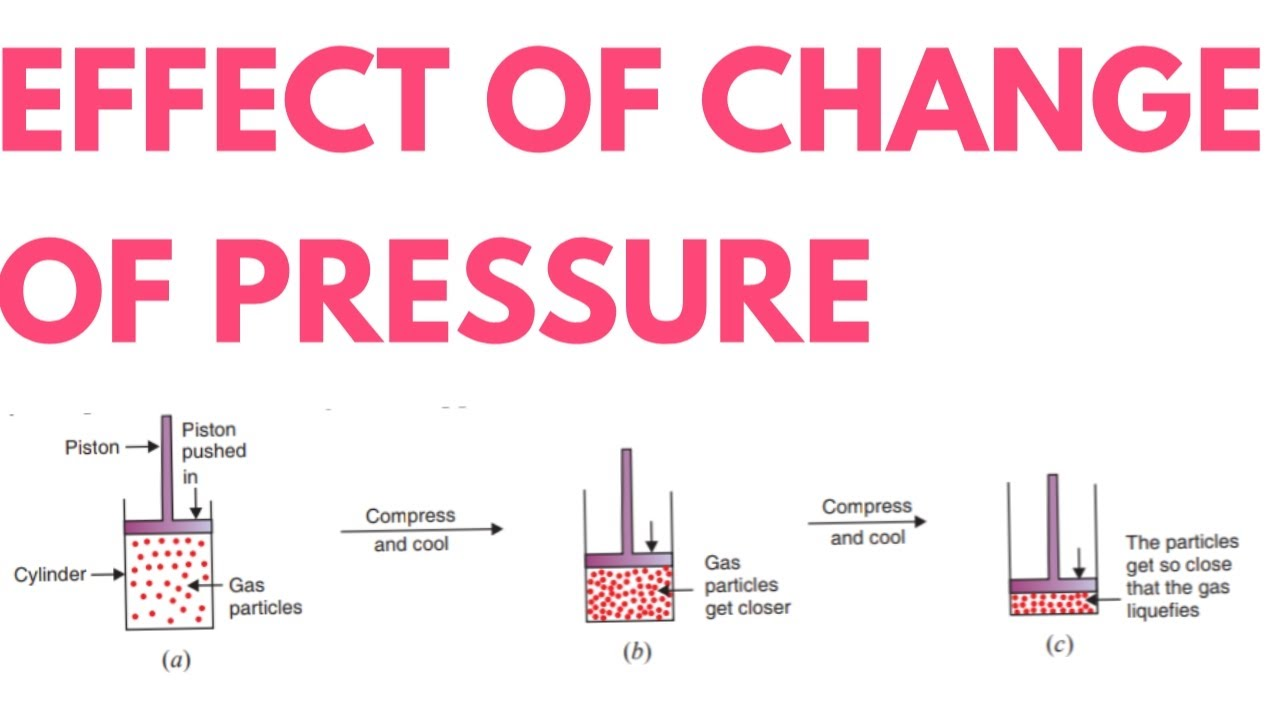 EFFECT OF CHANGE
OF PRESSURE
Piston
Piston
pushed
in
Cylinder
Gas
particles
(a)
Compress
and cool
Gas
particles
get closer
(b)
Compress
and cool
The particles
get so close
that the gas
liquefies
(c)